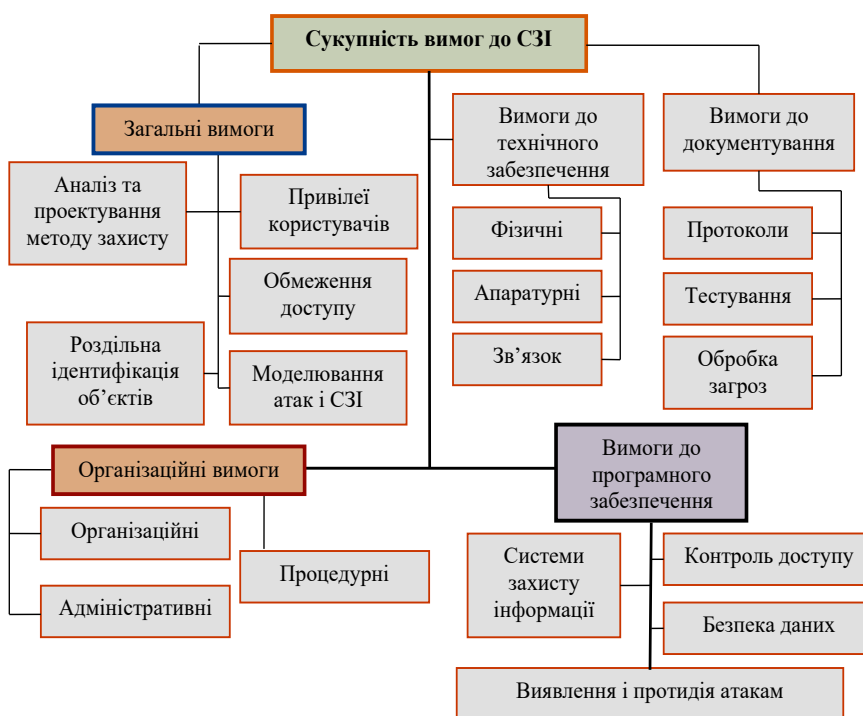 Сукупність вимог до СЗІ
Загальні вимоги
Аналіз та
проектування
методу захисту
Привілеї
користувачів
Обмеження
доступу
Роздільна
ідентифікація
об’єктів
Моделювання
атак і СЗІ
Вимоги до
технічного
забезпечення
Фізичні
Апаратурні
Зв’язок
Вимоги до
документування
Протоколи
Тестування
Обробка
загроз
Організаційні вимоги
Організаційні
Адміністративні
Процедурні
Вимоги до
програмного
забезпечення
Системи
захисту
інформації
Контроль доступу
Безпека даних
Виявлення і протидія атакам